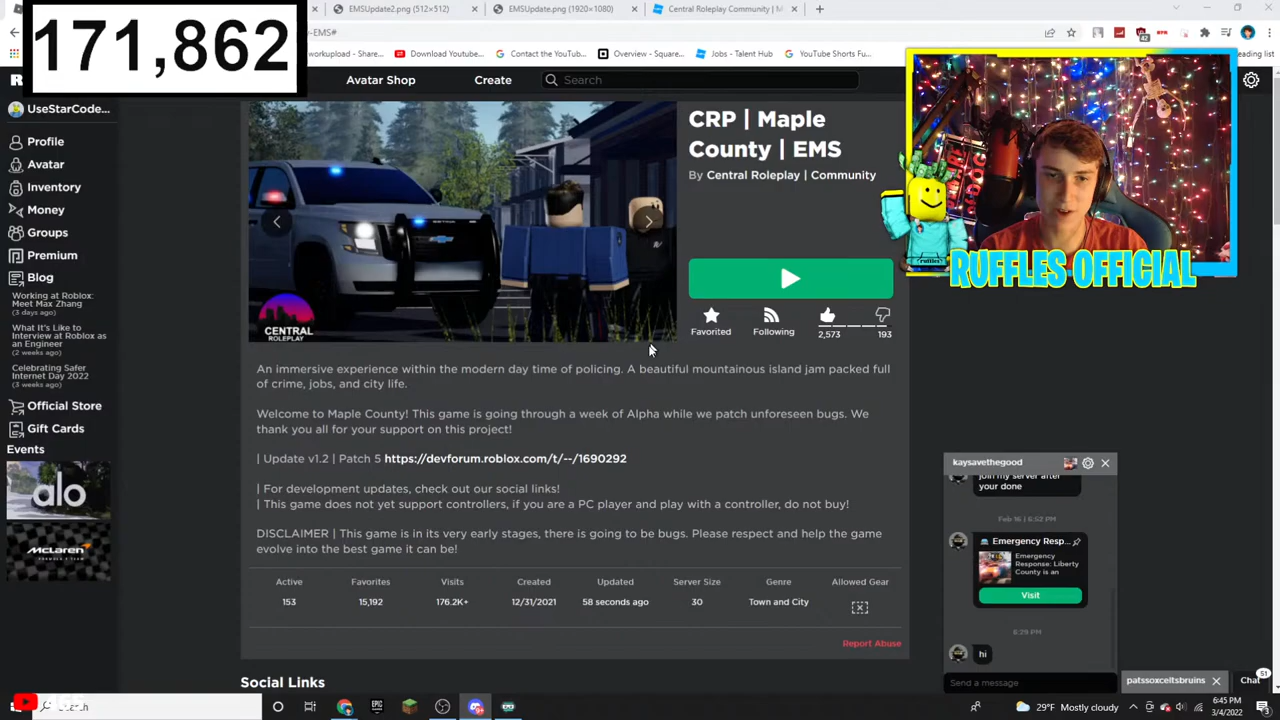 171,862
EMSUpdate2.png (512×512)
EMSUpdate.png (1920×1080)
Central Roleplay Community | M
-EMS#
workupload - Share...
Download Youtube...
Contact the YouTub...
Overview - Square...
Jobs - Talent Hub
YouTube Shorts Fu...
ading list
Avatar Shop
Create
Search
UseStarCode...
Profile
Avatar
Inventory
Money
Groups
Premium
Blog
Working at Roblox:
Meet Max Zhang
(3 days ago)
What It's Like to
Interview at Roblox as
an Engineer
(2 weeks ago)
Celebrating Safer
Internet Day 2022
(3 weeks ago)
Official Store
Gift Cards
Events
alo
McLaren
CENTRAL
ROLEPLAY
CRP | Maple
County | EMS
By Central Roleplay | Community
Favorited
Following
2,573
193
RUFFLES OFFICIAL
An immersive experience within the modern day time of policing. A beautiful mountainous island jam packed full
of crime, jobs, and city life.
Welcome to Maple County! This game is going through a week of Alpha while we patch unforeseen bugs. We
thank you all for your support on this project!
| Update v1.2 | Patch 5 https://devforum.roblox.com/t/--/1690292
| For development updates, check out our social links!
| This game does not yet support controllers, if you are a PC player and play with a controller, do not buy!
DISCLAIMER | This game is in its very early stages, there is going to be bugs. Please respect and help the game
evolve into the best game it can be!
Active
Favorites
Visits
Created
Updated
Server Size
Genre
Allowed Gear
153
15,192
176.2K+
12/31/2021
58 seconds ago
30
Town and City
Report Abuse
Social Links
kaysavethegood
join my server after
your done
Feb 16 | 6:52 PM
Emergency Resp...
Emergency
Response: Liberty
County is an
Visit
6:29 PM
hi
Send a message
patssoxceltsbruins
Chat
51
29°F Mostly cloudy
6:45 PM
3/4/2022